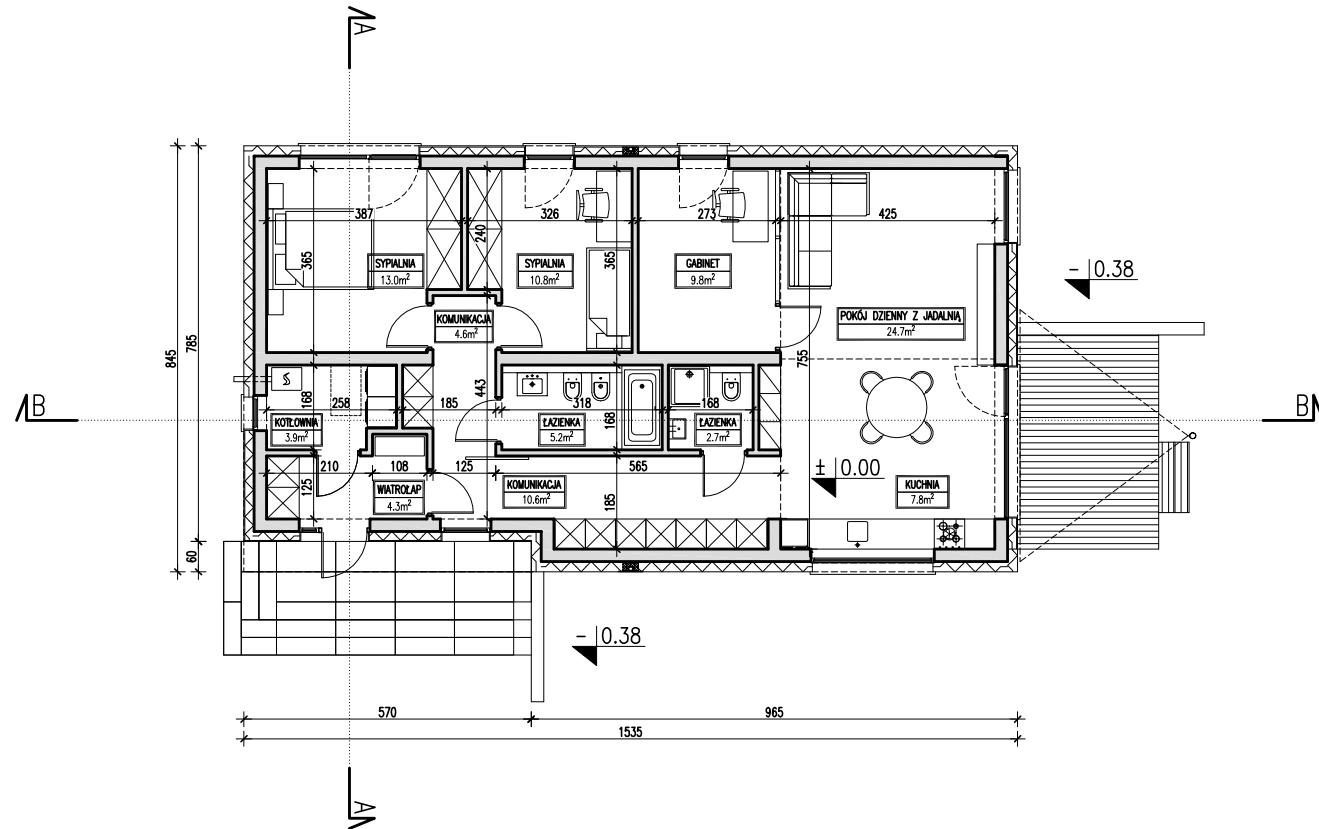 A
387
326
273
425
240
365
365
SYPIALNIA
13.0m²
SYPIALNIA
10.8m²
GABINET
9.8m²
- 0.38
KOMUNIKACJA
4.6m²
POKÓJ DZIENNY Z JADALNIĄ
24.7m²
845
785
755
168
443
258
185
318
168
168
B
B
KOTŁOWNIA
3.9m²
ŁAZIENKA
5.2m²
ŁAZIENKA
2.7m²
210
108
125
565
± 0.00
125
WIATROŁAP
4.3m²
KOMUNIKACJA
10.6m²
185
KUCHNIA
7.8m²
60
- 0.38
570
965
1535
A